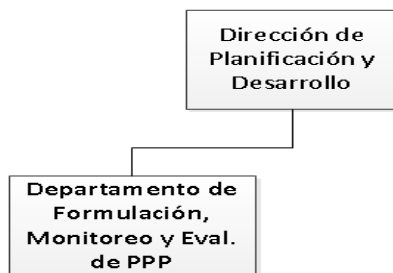 Dirección de
Planificación y
Desarrollo
Departamento de
Formulación,
Monitoreo y Eval.
de PPP